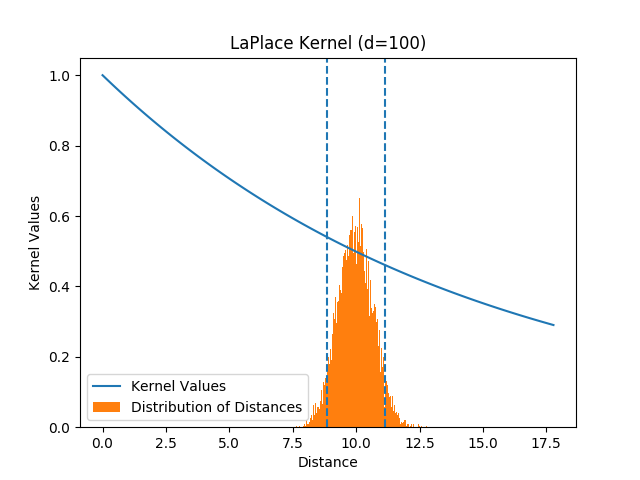 LaPlace Kernel (d=100)
1.0
0.8
0.6
0.4
0.2
0.0
Kernel Values
Kernel Values
Distribution of Distances
0.0 2.5 5.0 7.5 10.0 12.5 15.0 17.5
Distance